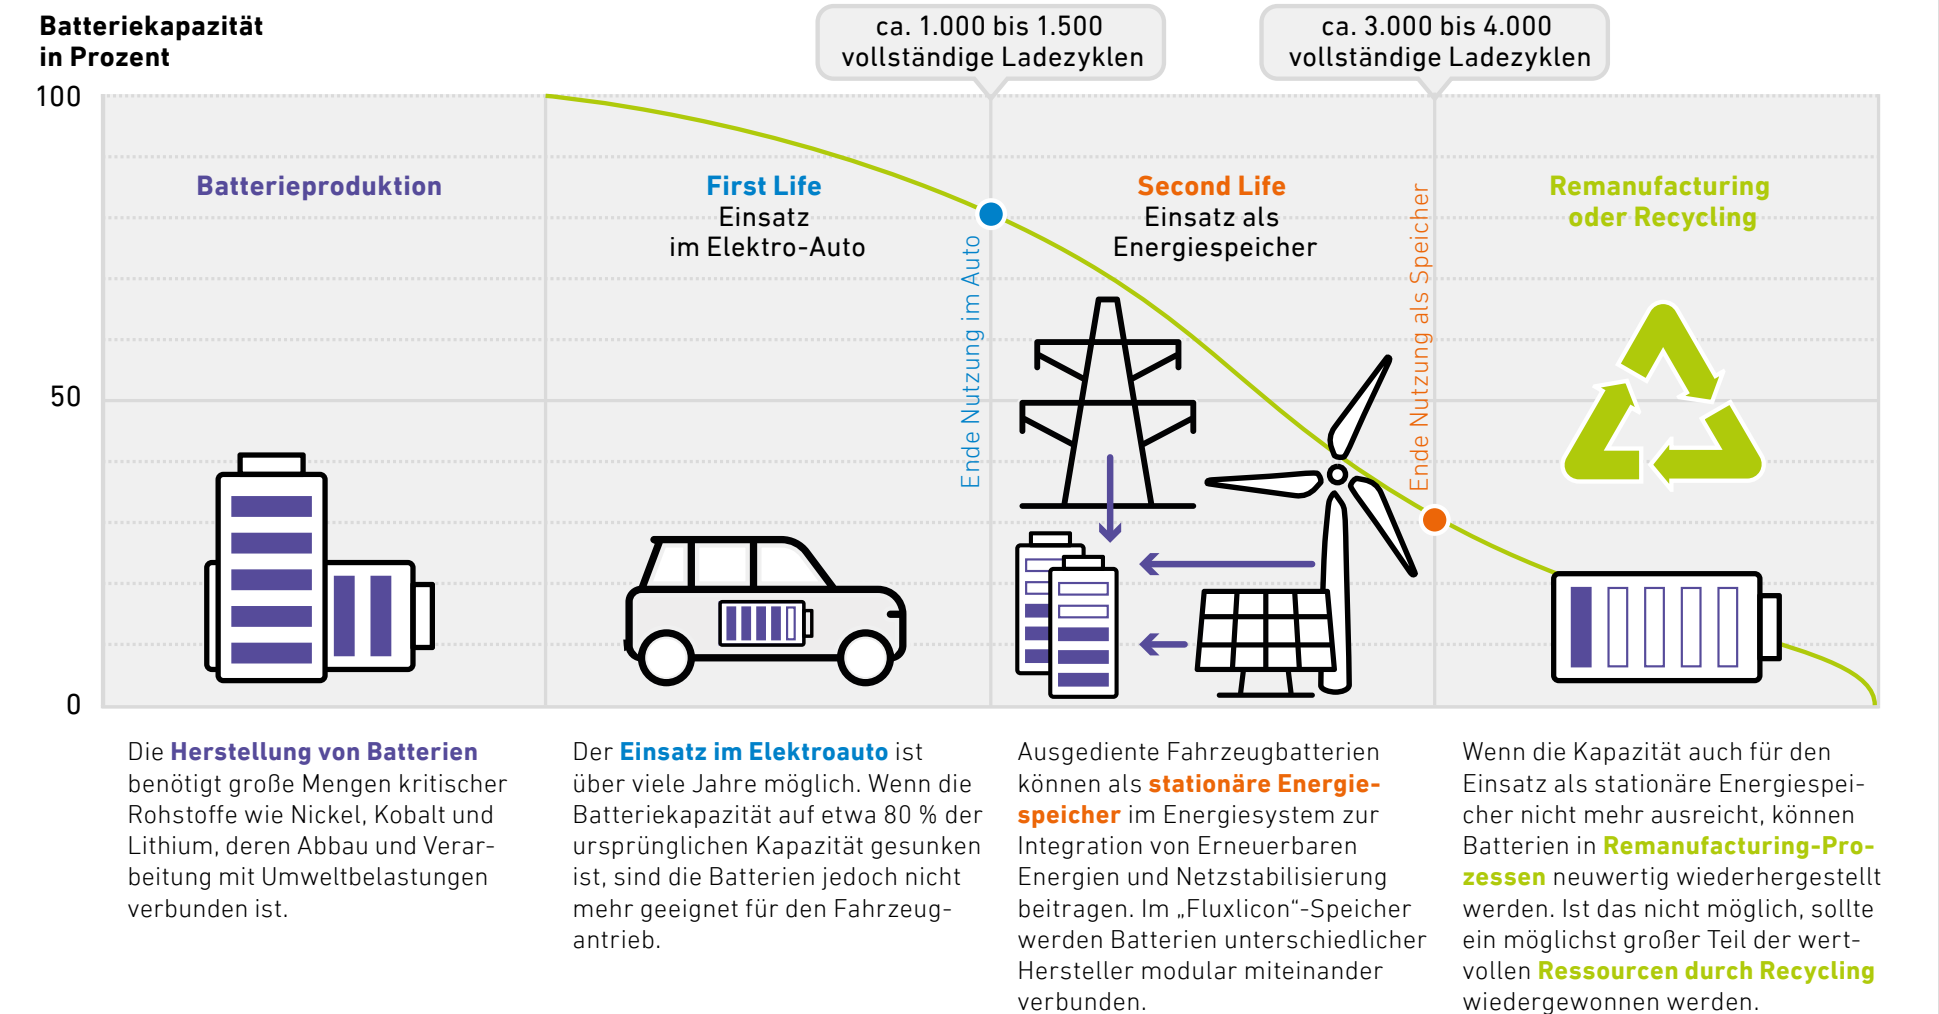 Batteriekapazität
in Prozent
ca. 1.000 bis 1.500
vollständige Ladezyklen
ca. 3.000 bis 4.000
vollständige Ladezyklen
100
50
0
Batterieproduktion
First Life
Einsatz
im Elektro-Auto
Ende Nutzung im Auto
Second Life
Einsatz als
Energiespeicher
Ende Nutzung als Speicher
Remanufacturing
oder Recycling
Die Herstellung von Batterien
benötigt große Mengen kritischer
Rohstoffe wie Nickel, Kobalt und
Lithium, deren Abbau und Verar-
beitung mit Umweltbelastungen
verbunden ist.
Der Einsatz im Elektroauto ist
über viele Jahre möglich. Wenn die
Batteriekapazität auf etwa 80 % der
ursprünglichen Kapazität gesunken
ist, sind die Batterien jedoch nicht
mehr geeignet für den Fahrzeug-
antrieb.
Ausgediente Fahrzeugbatterien
können als stationäre Energie-
speicher im Energiesystem zur
Integration von Erneuerbaren
Energien und Netzstabilisierung
beitragen. Im „Fluxlicon“-Speicher
werden Batterien unterschiedlicher
Hersteller modular miteinander
verbunden.
Wenn die Kapazität auch für den
Einsatz als stationäre Energiespei-
cher nicht mehr ausreicht, können
Batterien in Remanufacturing-Pro-
zessen neuwertig wiederhergestellt
werden. Ist das nicht möglich, sollte
ein möglichst großer Teil der wert-
vollen Ressourcen durch Recycling
wiedergewonnen werden.